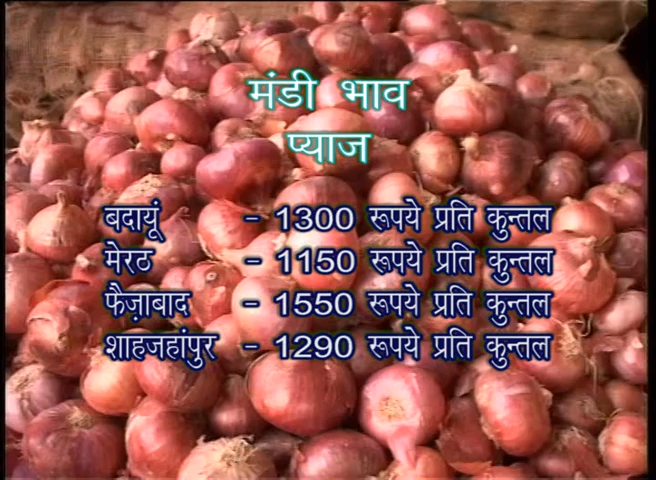 मंडी भाव
प्याज
बदायूं - 1300 रूपये प्रति कुन्तल
मेरठ - 1150 रूपये प्रति कुन्तल
फैज़ाबाद - 1550 रूपये प्रति कुन्तल
शाहजहांपुर - 1290 रूपये प्रति कुन्तल